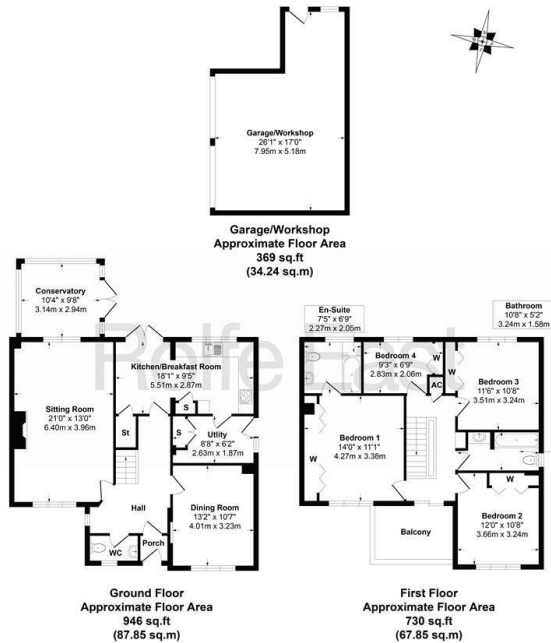 Garage/Workshop
26'1" x 17'0"
7.95m x 5.18m
Garage/Workshop
Approximate Floor Area
369 sq.ft
(34.24 sq.m)
Conservatory
10'4" x 9'8"
3.14m x 2.94m
En-Suite
7'5" x 6'9"
2.27m x 2.05m
Bathroom
10'8" x 5'2"
3.24m x 1.58m
Rolfe East
Kitchen/Breakfast Room
18'1" x 9'5"
5.51m x 2.87m
Bedroom 4
9'3" x 6'9"
2.83m x 2.06m
W
W
AC
Bedroom 3
11'6" x 10'8"
3.51m x 3.24m
Sitting Room
21'0" x 13'0"
6.40m x 3.96m
S
St
S
Utlity
8'8" x 6'2"
2.63m x 1.87m
Bedroom 1
14'0" x 11'1"
4.27m x 3.38m
W
Hall
Dining Room
13'2" x 10'7"
4.01m x 3.23m
WC
Porch
Balcony
W
Bedroom 2
12'0" x 10'8"
3.66m x 3.24m
Ground Floor
Approximate Floor Area
946 sq.ft
(87.85 sq.m)
First Floor
Approximate Floor Area
730 sq.ft
(67.85 sq.m)